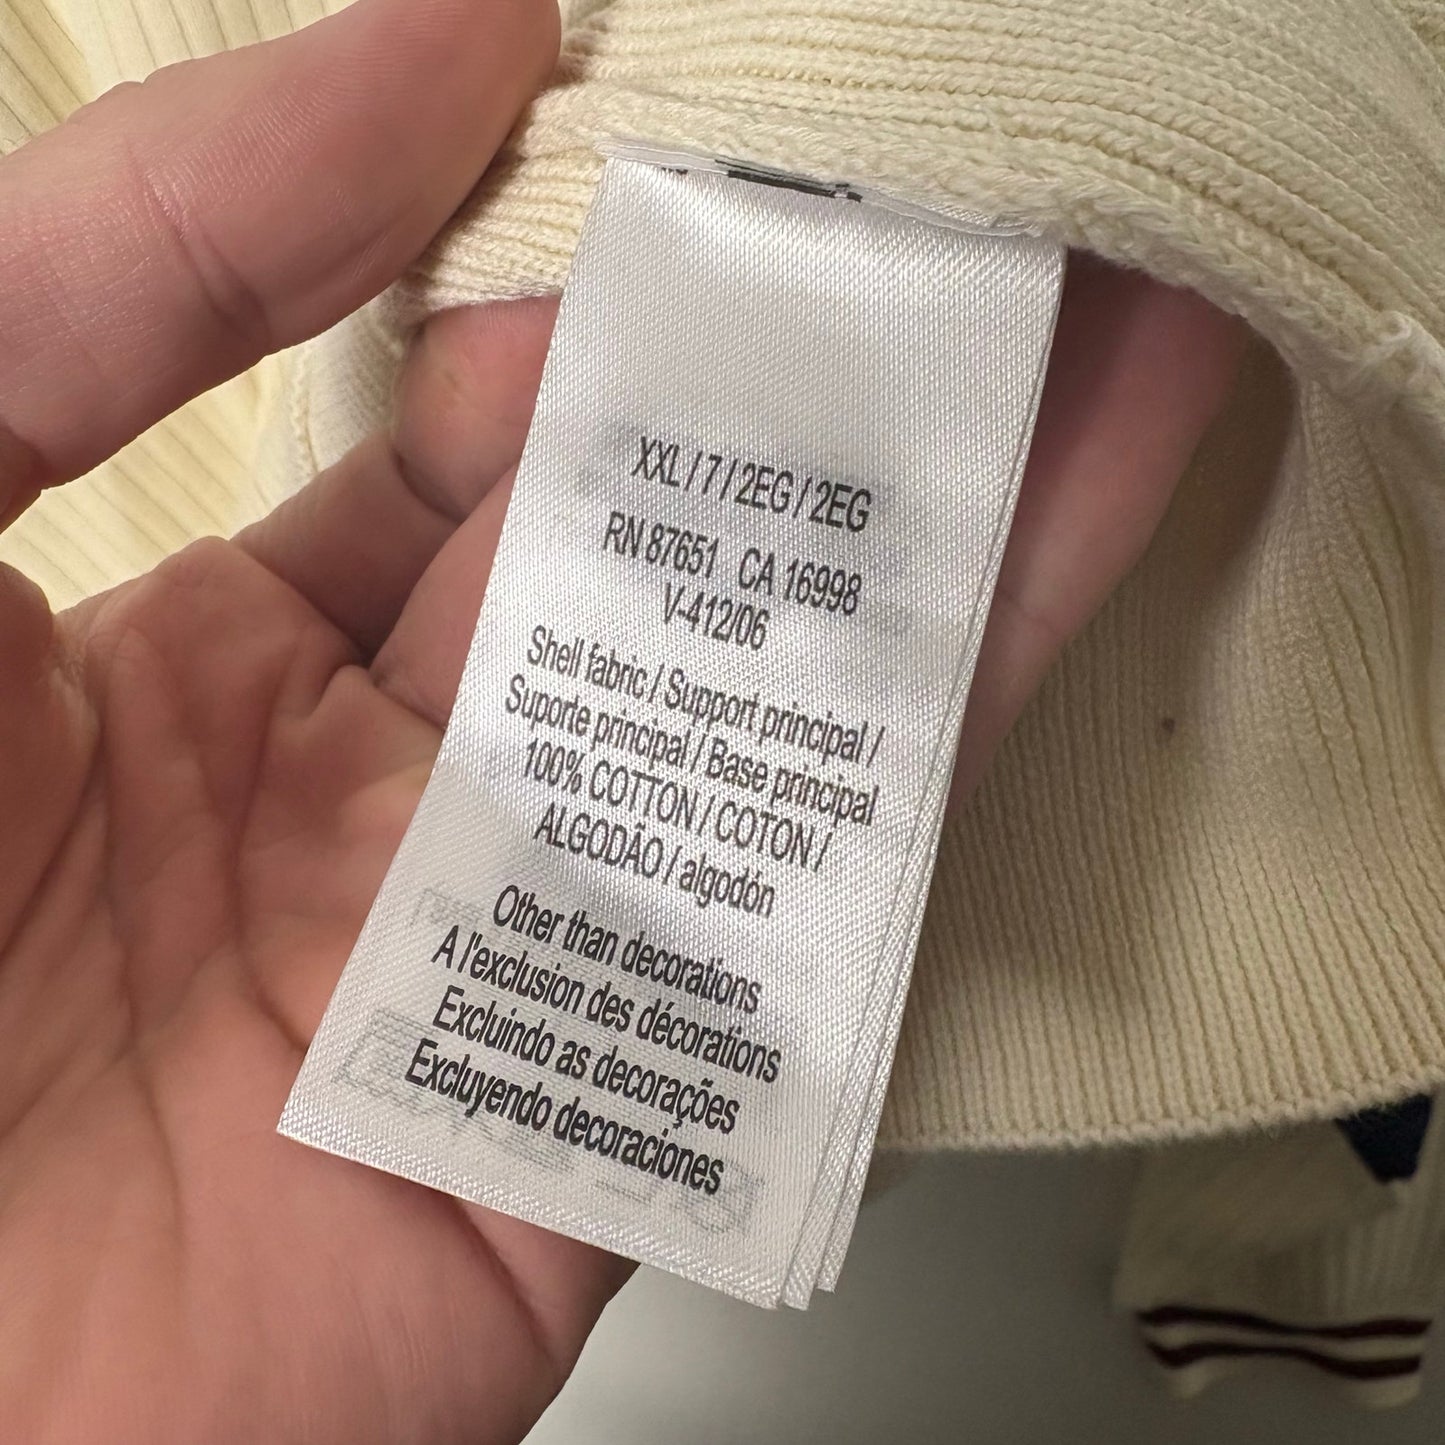 XXL / 7 / 2EG / 2EG
RN 87651 CA 16998
V-412/06
Shell fabric / Support principal /
Suporte principal / Base principal
100% COTTON / COTON /
ALGODÃO / algodón
Other than decorations
A l'exclusion des décorations
Excluindo as decorações
Excluyendo decoraciones